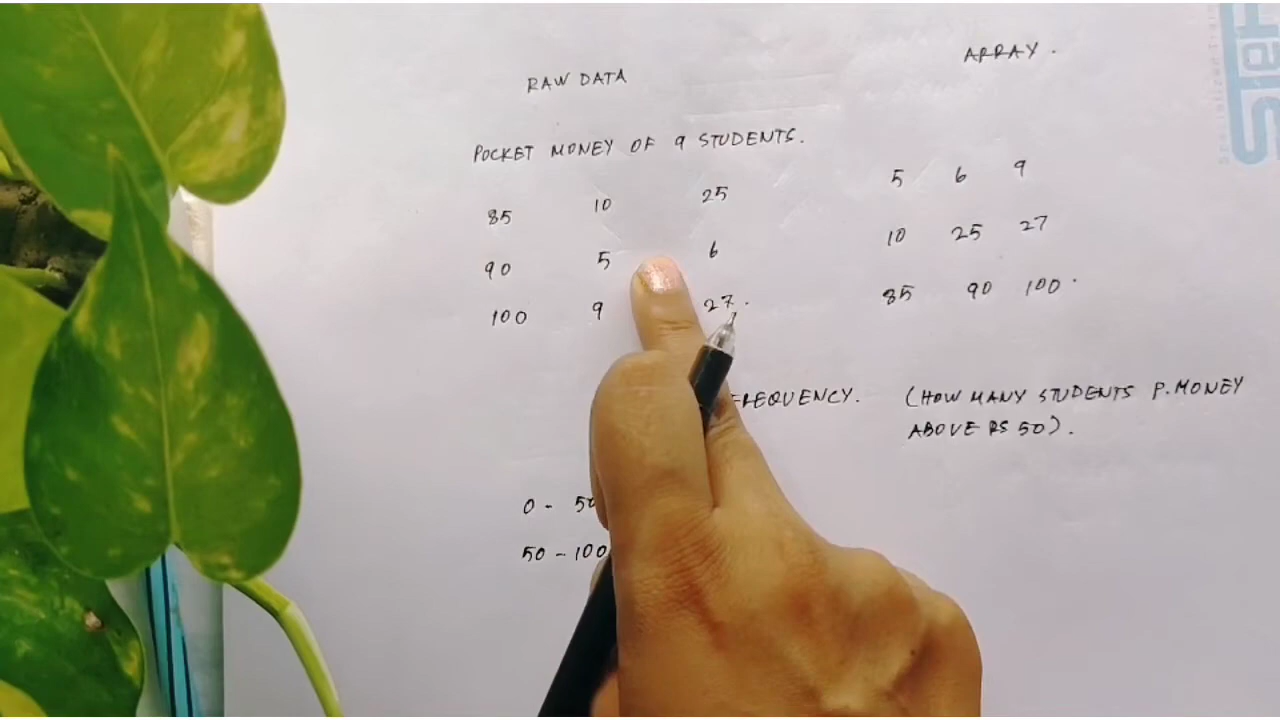 RAW DATA
POCKET MONEY OF 9 STUDENTS.
85 10 25
90 5 6
100 9 27.
ARRAY.
5 6 9
10 25 27
85 90 100.
FREQUENCY. (HOW MANY STUDENTS P. MONEY
ABOVE RS 50).
0 - 50
50 - 100